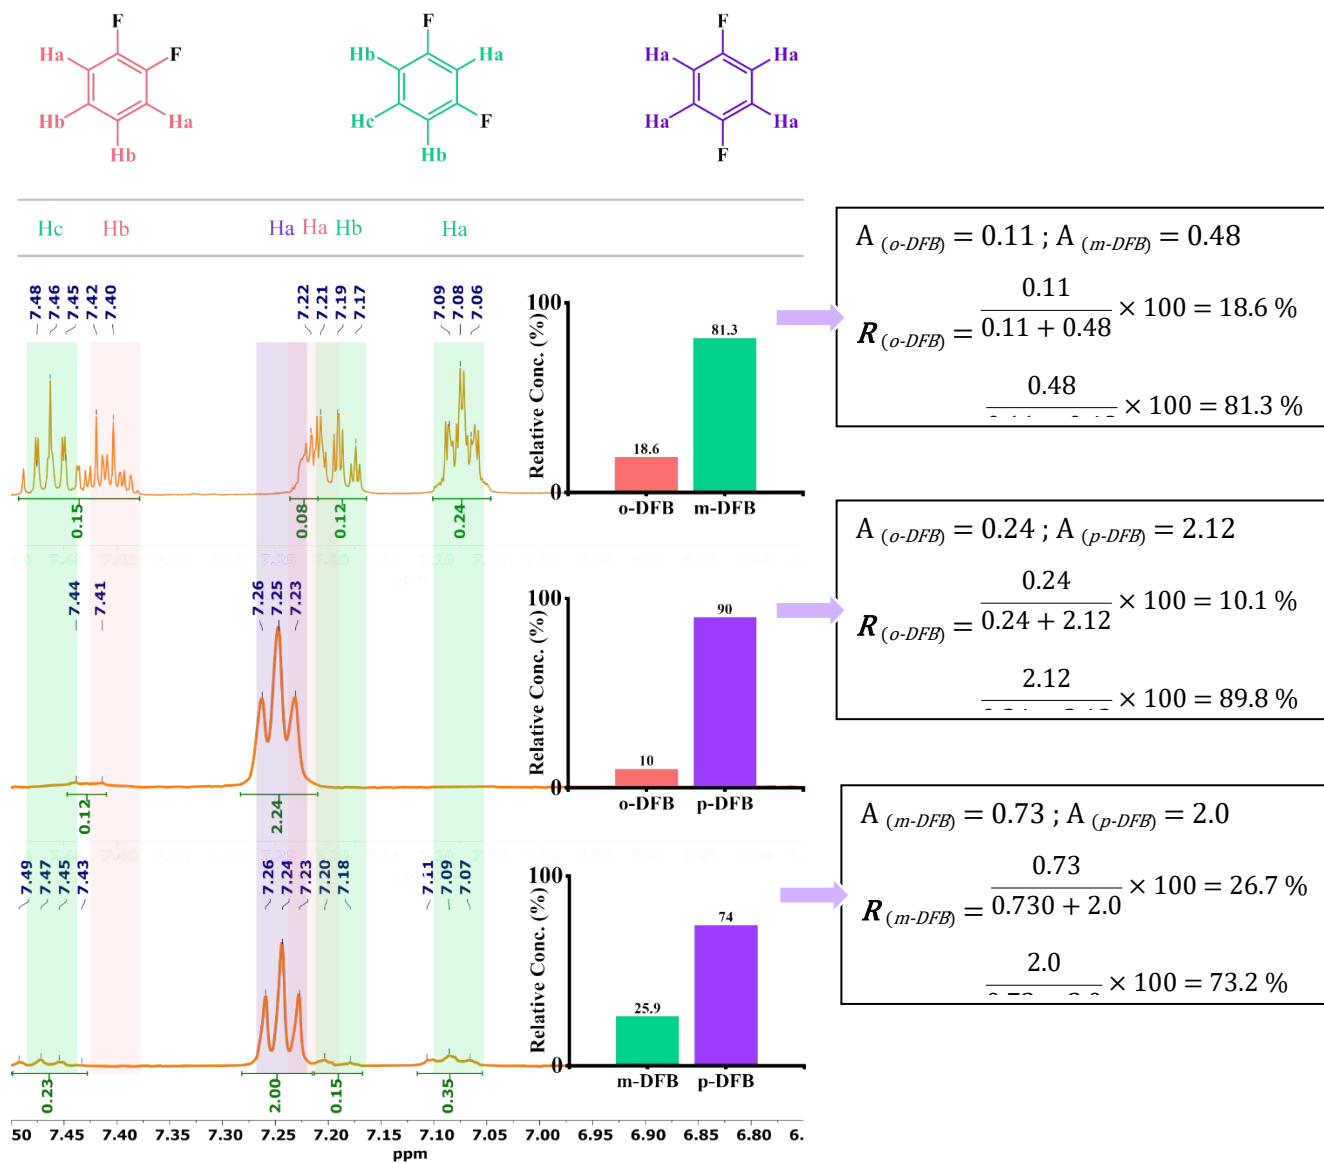 F
F
F
Ha
F
Hb
Ha
Ha
Ha
Hb
Ha
Hc
F
Ha
Ha
Hb
Hb
F
Hc
Hb
Ha
Ha
Hb
Ha
7.48
7.46
7.45
7.42
7.40
7.22
7.21
7.19
7.17
7.09
7.08
7.06
0.15
0.08
0.12
0.24
Relative Conc. (%)
100
0
18.6
81.3
o-DFB
m-DFB
A (o-DFB) = 0.11 ; A (m-DFB) = 0.48
R (o-DFB) = 0.11 / 0.11 + 0.48 × 100 = 18.6 %
0.48 × 100 = 81.3 %
ppm
7.44
7.41
7.26
7.25
7.23
0.12
2.24
Relative Conc. (%)
100
0
10
90
o-DFB
p-DFB
A (o-DFB) = 0.24 ; A (p-DFB) = 2.12
R (o-DFB) = 0.24 / 0.24 + 2.12 × 100 = 10.1 %
2.12 × 100 = 89.8 %
7.49
7.47
7.45
7.43
7.26
7.24
7.23
7.20
7.18
7.11
7.09
7.07
0.23
2.00
0.15
0.35
Relative Conc. (%)
100
0
25.9
74
m-DFB
p-DFB
A (m-DFB) = 0.73 ; A (p-DFB) = 2.0
R (m-DFB) = 0.73 / 0.730 + 2.0 × 100 = 26.7 %
2.0 × 100 = 73.2 %
50 7.45 7.40 7.35 7.30 7.25 7.20 7.15 7.10 7.05 7.00 6.95 6.90 6.85 6.80 6.
ppm